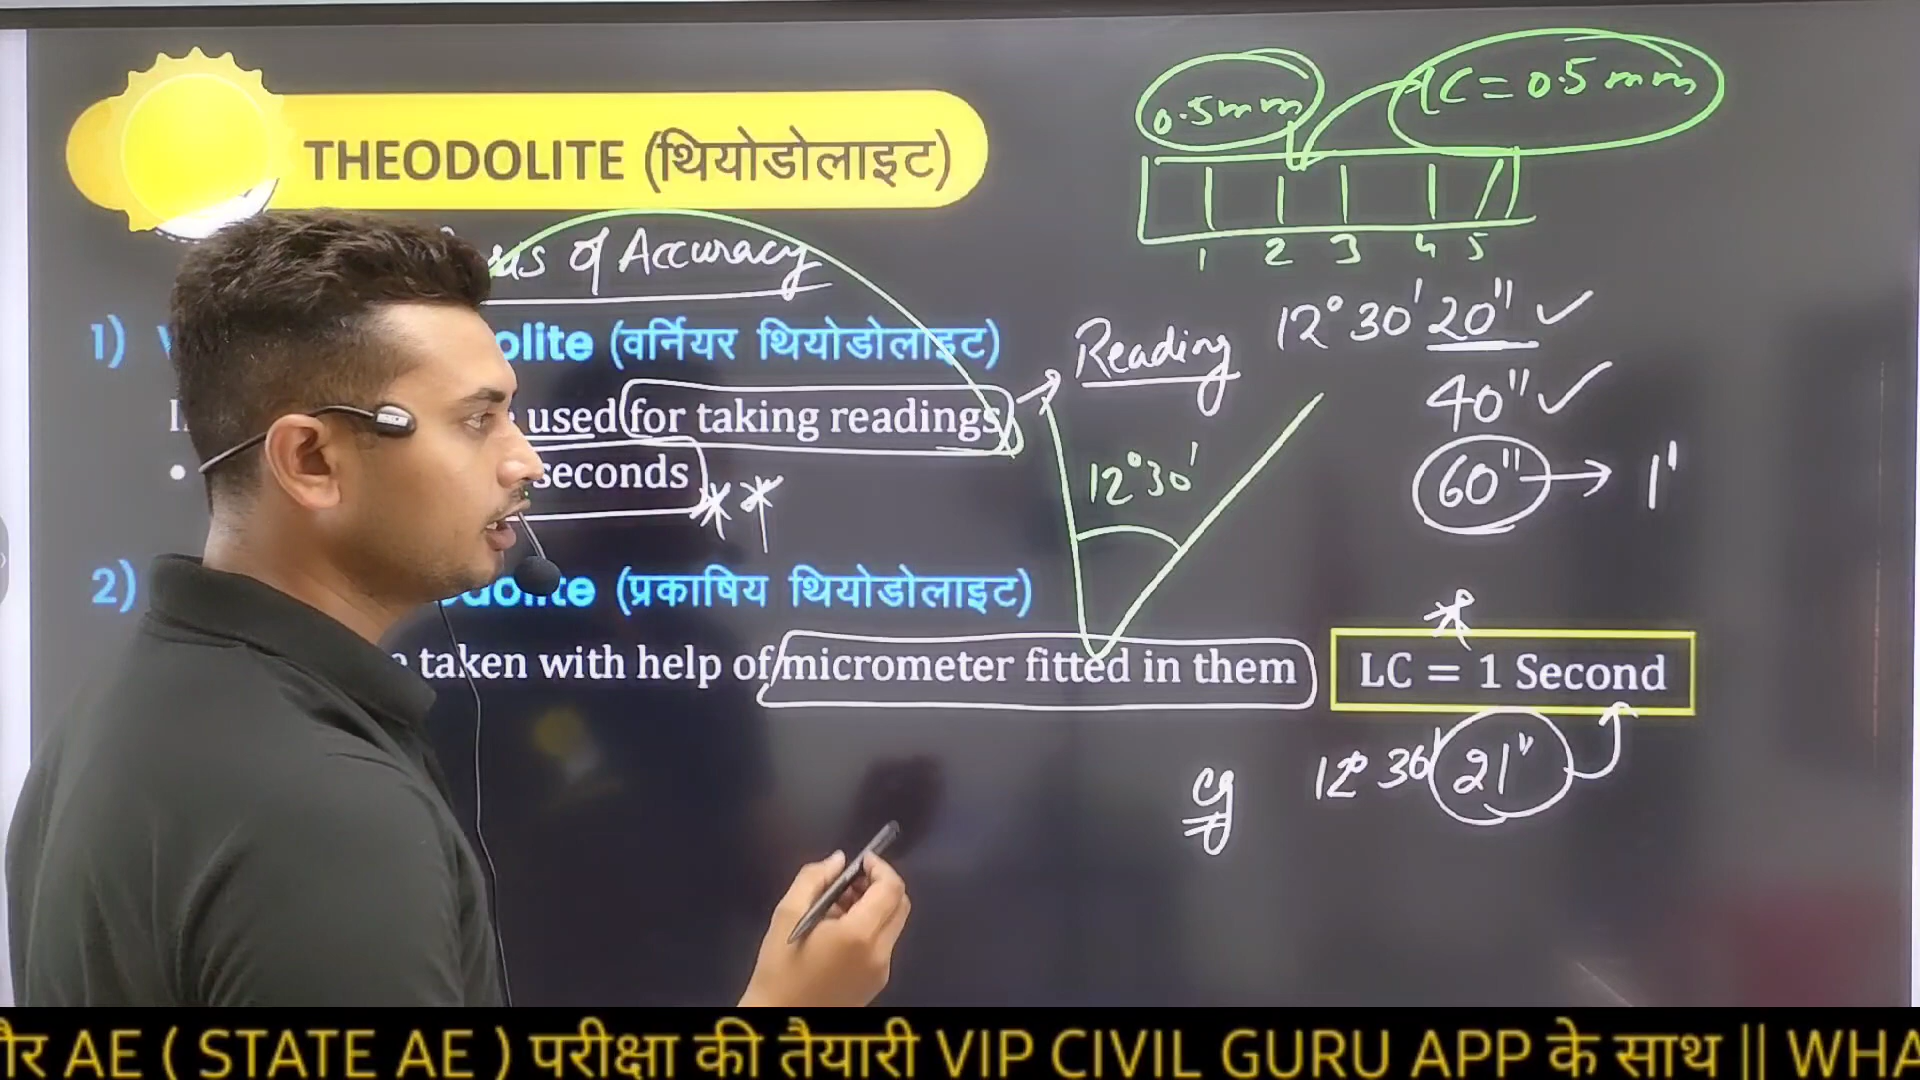 THEODOLITE (थियोडोलाइट)
0.5mm
LC = 0.5 mm
1 2 3 4 5
of Accuracy
1)
olite (वर्नियर थियोडोलाइट)
used for taking readings
Reading
12° 30' 20"
40"
seconds
**
12°30'
60" → 1'
2)
odolite (प्रकाषिय थियोडोलाइट)
*
taken with help of micrometer fitted in them
LC = 1 Second
eg 12° 30' 21"
AE ( STATE AE ) परीक्षा की तैयारी VIP CIVIL GURU APP के साथ || WHA